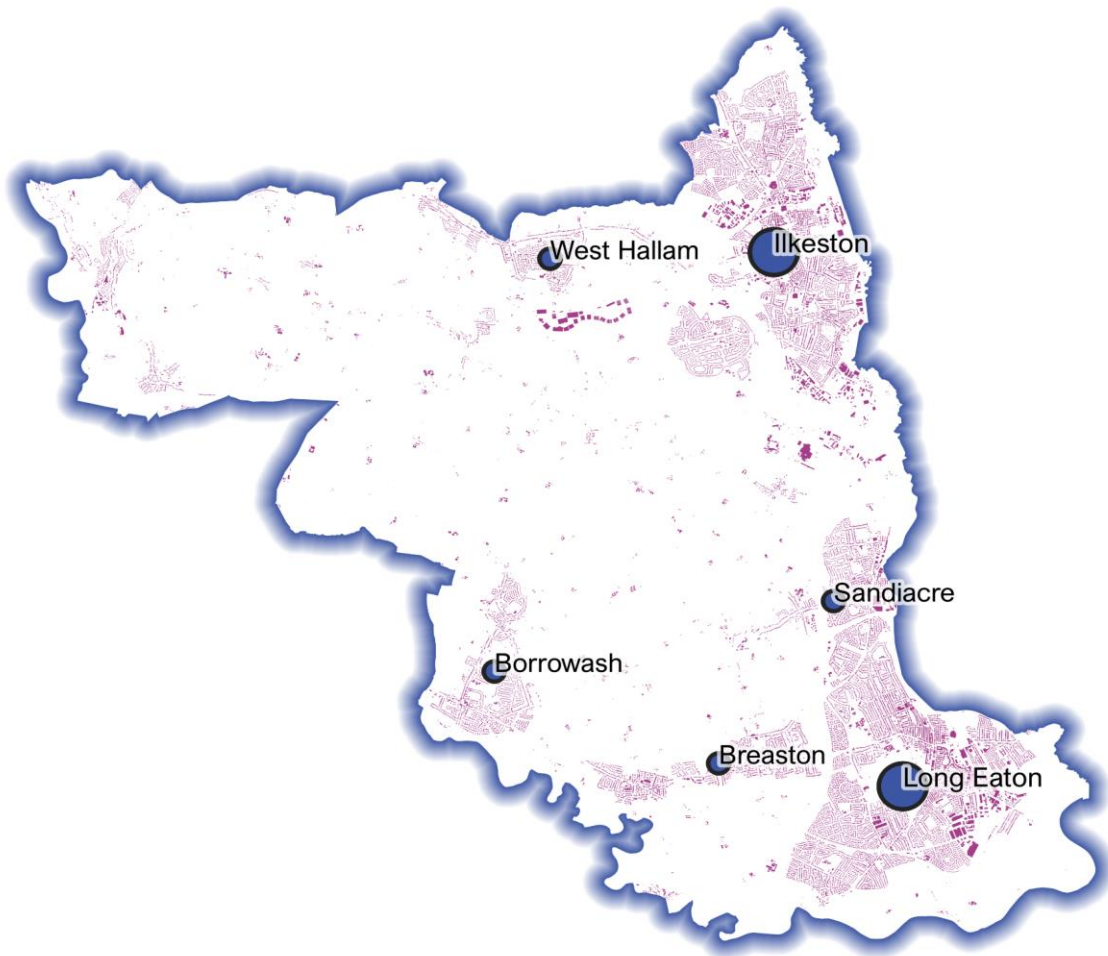 Ilkeston
West Hallam
Sandiacre
Borrowash
Breaston
Long Eaton